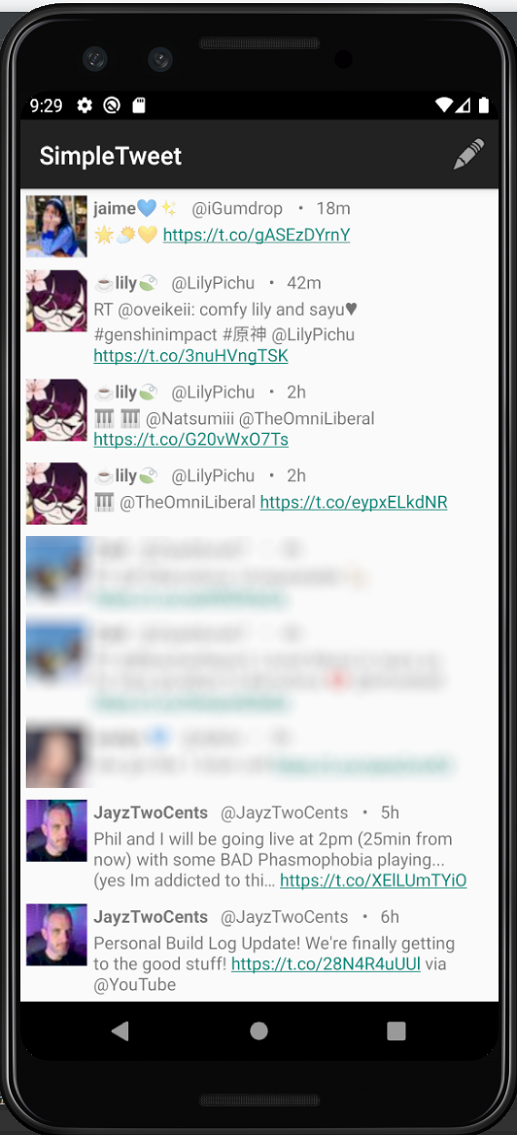 9:29
SimpleTweet
jaime💙✨ @iGumdrop • 18m
🌟🌤️💛 https://t.co/gASEzDYrnY
☕lily🍃 @LilyPichu • 42m
RT @oveikeii: comfy lily and sayu♥
#genshinimpact #原神 @LilyPichu
https://t.co/3nuHVngTSK
☕lily🍃 @LilyPichu • 2h
🎹 🎹 @Natsumiii @TheOmniLiberal
https://t.co/G20vWxO7Ts
☕lily🍃 @LilyPichu • 2h
🎹 @TheOmniLiberal https://t.co/eypxELkdNR
JayzTwoCents @JayzTwoCents • 5h
Phil and I will be going live at 2pm (25min from
now) with some BAD Phasmophobia playing...
(yes Im addicted to thi… https://t.co/XElLUmTYiO
JayzTwoCents @JayzTwoCents • 6h
Personal Build Log Update! We're finally getting
to the good stuff! https://t.co/28N4R4uUUl via
@YouTube